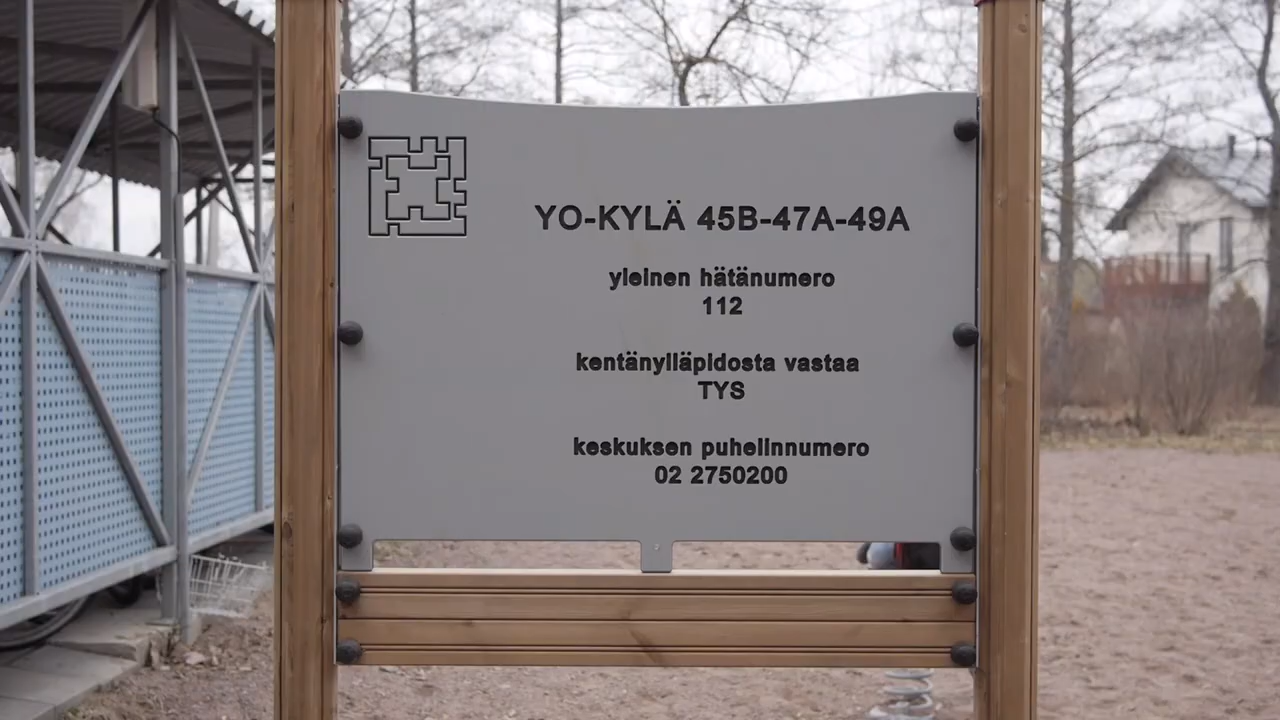 YO-KYLÄ 45B-47A-49A
yleinen hätänumero
112
kentänylläpidosta vastaa
TYS
keskuksen puhelinnumero
02 2750200